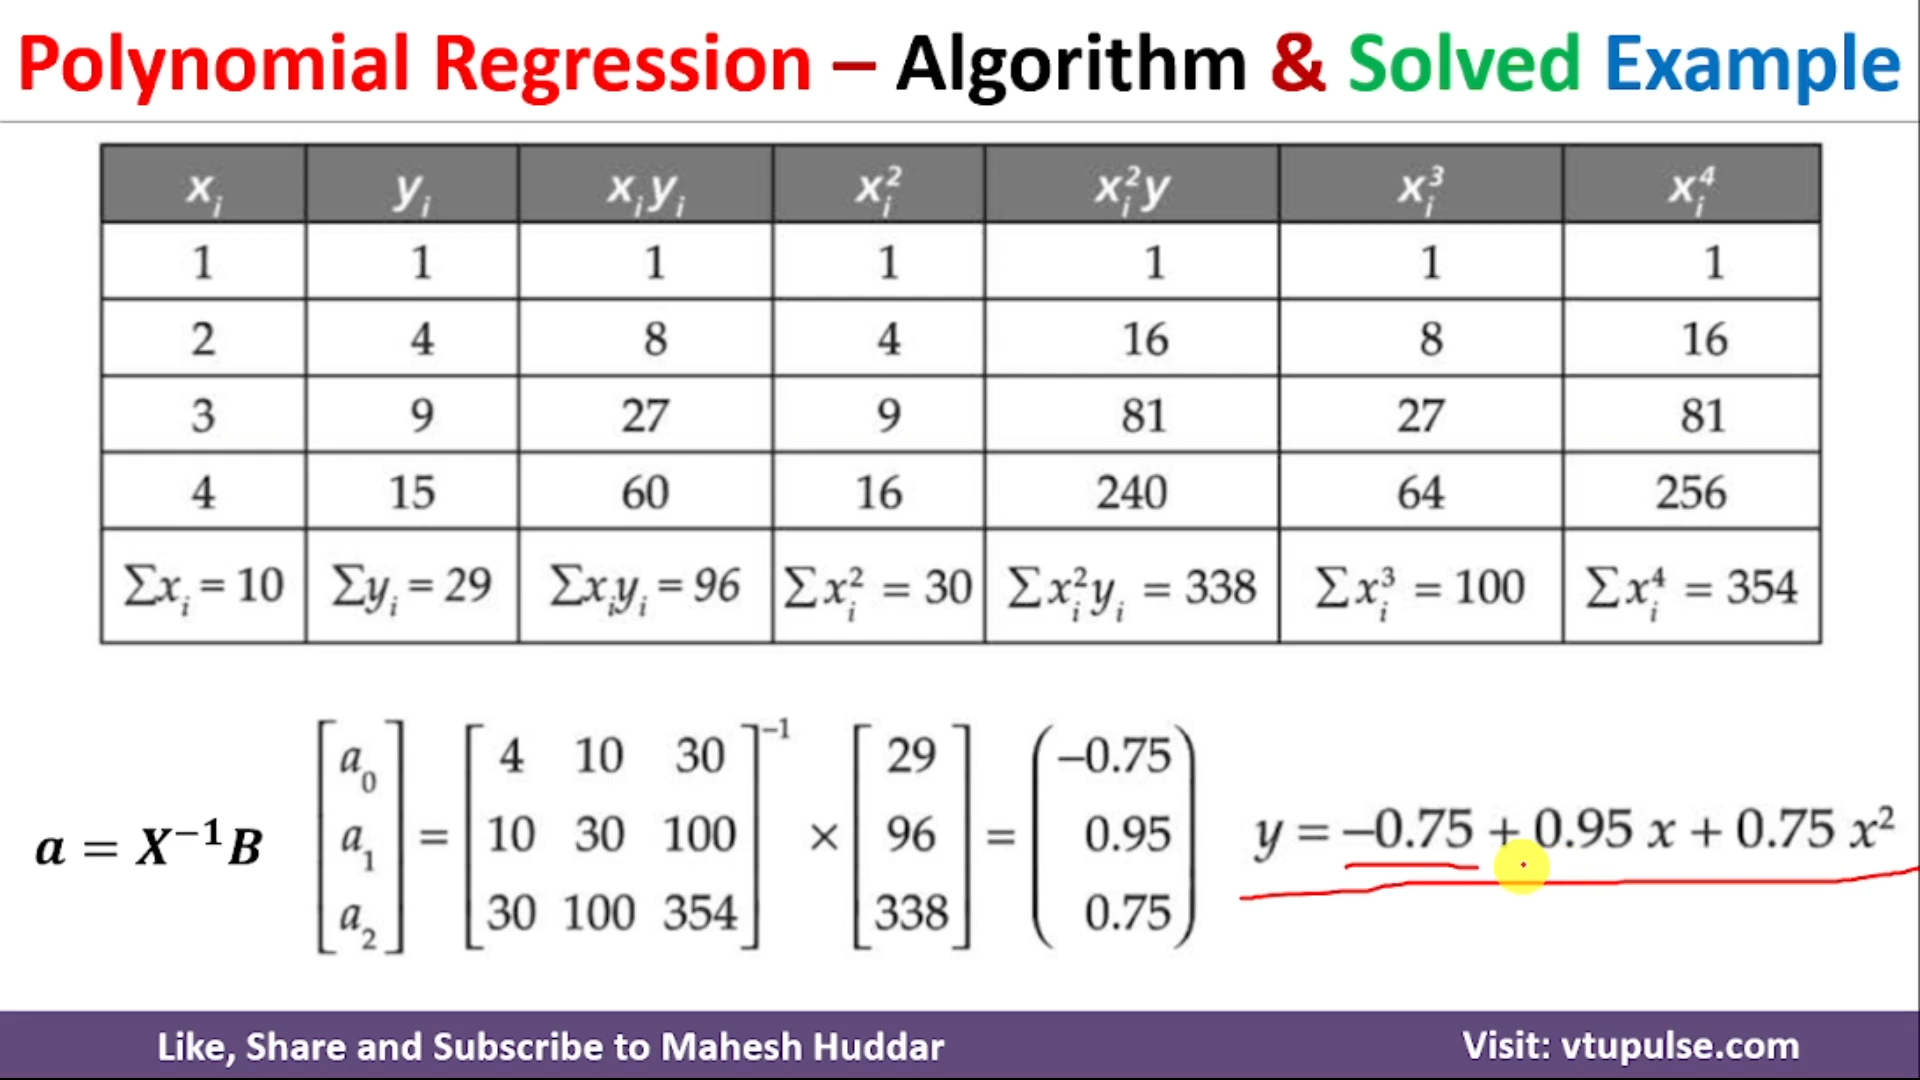 Polynomial Regression – Algorithm & Solved Example
xᵢ yᵢ xᵢyᵢ xᵢ² xᵢ²y xᵢ³ xᵢ⁴
1 1 1 1 1 1 1
2 4 8 4 16 8 16
3 9 27 9 81 27 81
4 15 60 16 240 64 256
∑xᵢ = 10 ∑yᵢ = 29 ∑xᵢyᵢ = 96 ∑xᵢ² = 30 ∑xᵢ²yᵢ = 338 ∑xᵢ³ = 100 ∑xᵢ⁴ = 354
a = X⁻¹B [a₀ a₁ a₂] = [4 10 30 10 30 100 30 100 354]⁻¹ × [29 96 338] = (–0.75 0.95 0.75) y = –0.75 + 0.95 x + 0.75 x²
Like, Share and Subscribe to Mahesh Huddar Visit: vtupulse.com